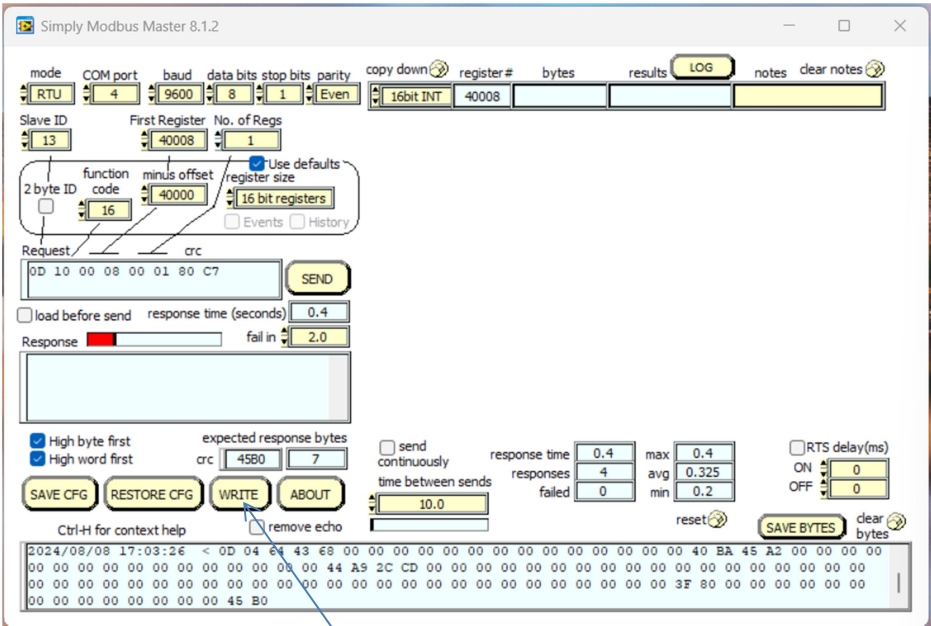 Simply Modbus Master 8.1.2
mode COM port baud data bits stop bits parity copy down register# bytes results LOG notes clear notes
RTU 4 9600 8 1 Even 16bit INT 40008
Slave ID First Register No. of Regs
13 40008 1
Use defaults
2 byte ID function code minus offset register size
16 40000 16 bit registers
Events History
Request crc
0D 10 00 08 00 01 80 C7 SEND
load before send response time (seconds) 0.4
Response fail in 2.0
High byte first expected response bytes
High word first crc 45B0 7
send continuously response time 0.4 max 0.4 RTS delay(ms)
responses 4 avg 0.325 ON 0
time between sends failed 0 min 0.2 OFF 0
SAVE CFG RESTORE CFG WRITE ABOUT 10.0
Ctrl-H for context help remove echo reset SAVE BYTES clear bytes
2024/08/08 17:03:26 < 0D 04 64 43 68 00 00 00 00 00 00 00 00 00 00 00 00 00 00 40 BA 45 A2 00 00 00 00
00 00 00 00 00 00 00 00 00 00 00 00 44 A9 2C CD 00 00 00 00 00 00 00 00 00 00 00 00 00 00 00 00 00 00
00 00 00 00 00 00 00 00 00 00 00 00 00 00 00 00 00 00 00 00 00 00 00 00 00 00 3F 80 00 00 00 00 00 00
00 00 00 00 00 00 00 00 45 B0